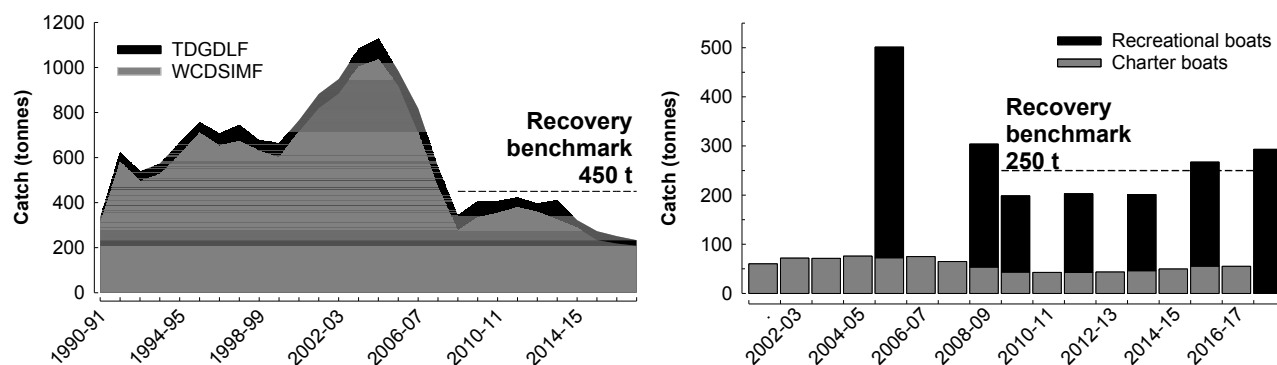 1200
1000
800
600
400
200
0
Catch (tonnes)
TDGDLF
WCDSIMF
Recovery
benchmark
450 t
1990-91
1994-95
1998-99
2002-03
2006-07
2010-11
2014-15
500
400
300
200
100
0
Catch (tonnes)
Recreational boats
Charter boats
Recovery
benchmark
250 t
2002-03
2004-05
2006-07
2008-09
2010-11
2012-13
2014-15
2016-17